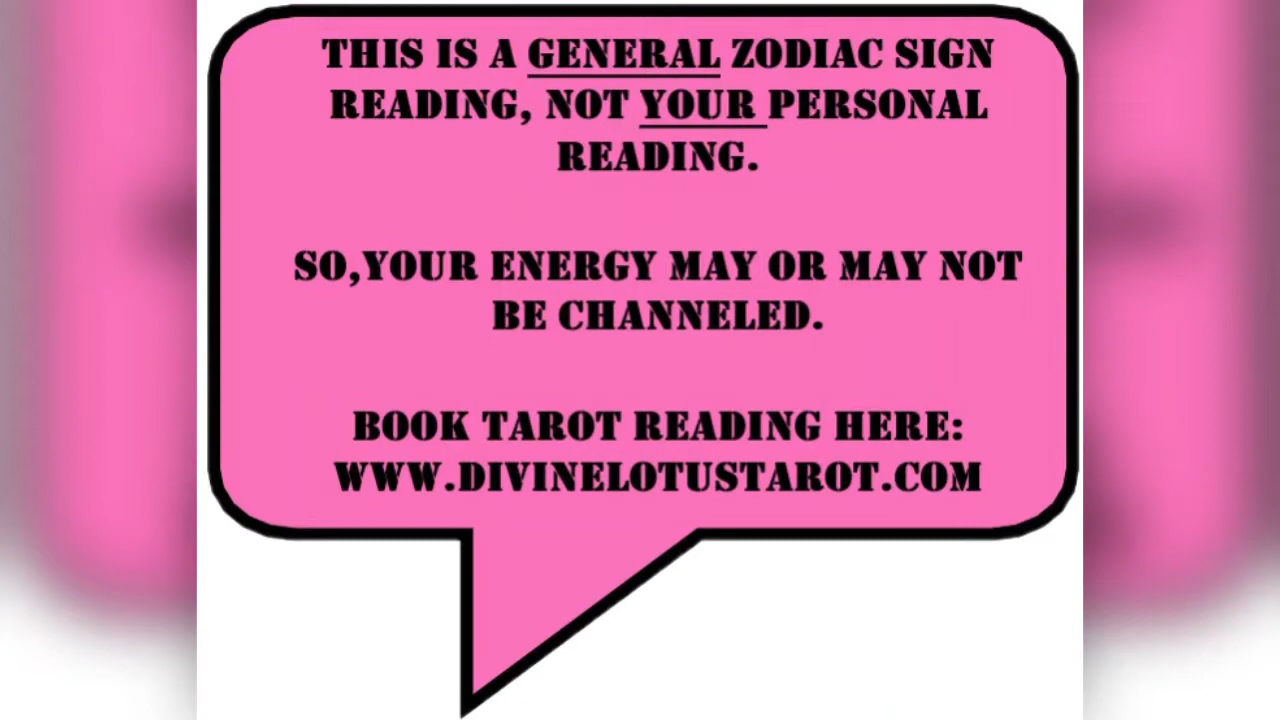 THIS IS A GENERAL ZODIAC SIGN
READING, NOT YOUR PERSONAL
READING.
SO,YOUR ENERGY MAY OR MAY NOT
BE CHANNELED.
BOOK TAROT READING HERE:
WWW.DIVINELOTUSTAROT.COM